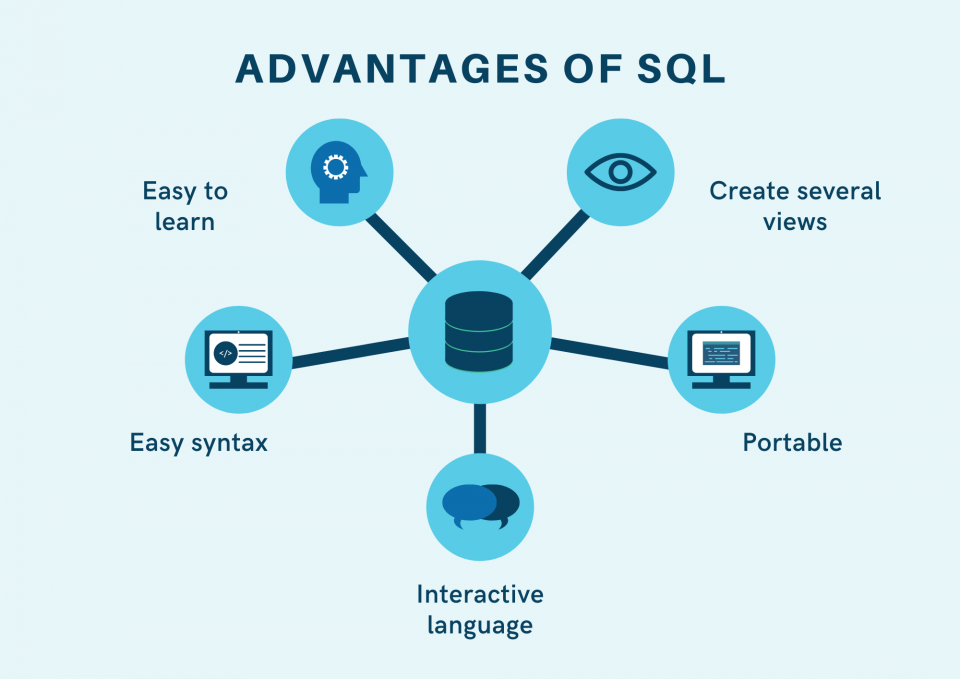 ADVANTAGES OF SQL
Easy to
learn
Create several
views
</>
Easy syntax
Portable
Interactive
language